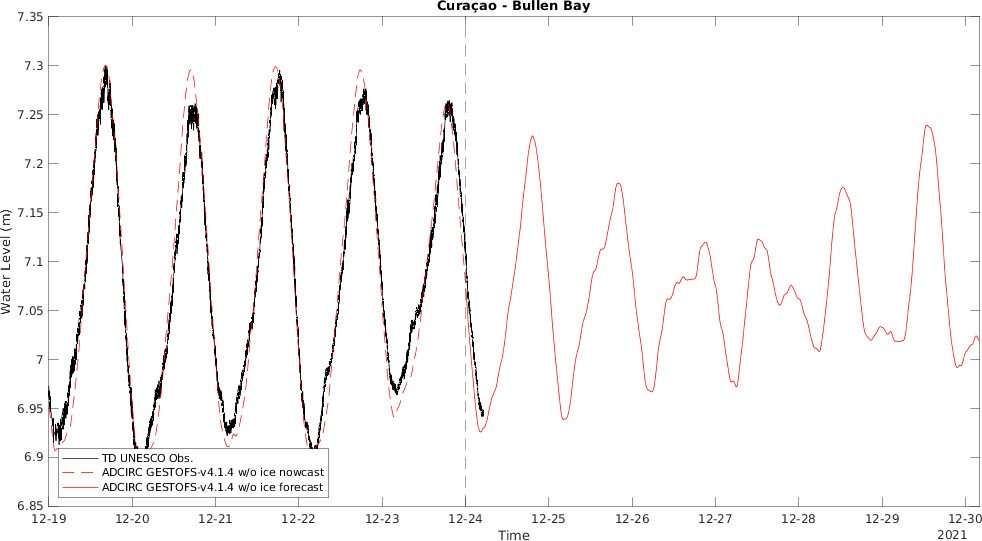 Curaçao - Bullen Bay
7.35
7.3
7.25
7.2
7.15
7.1
7.05
7
6.95
6.9
6.85
Water Level (m)
TD UNESCO Obs.
ADCIRC GESTOFS-v4.1.4 w/o ice nowcast
ADCIRC GESTOFS-v4.1.4 w/o ice forecast
12-19 12-20 12-21 12-22 12-23 12-24 12-25 12-26 12-27 12-28 12-29 12-30
Time
2021